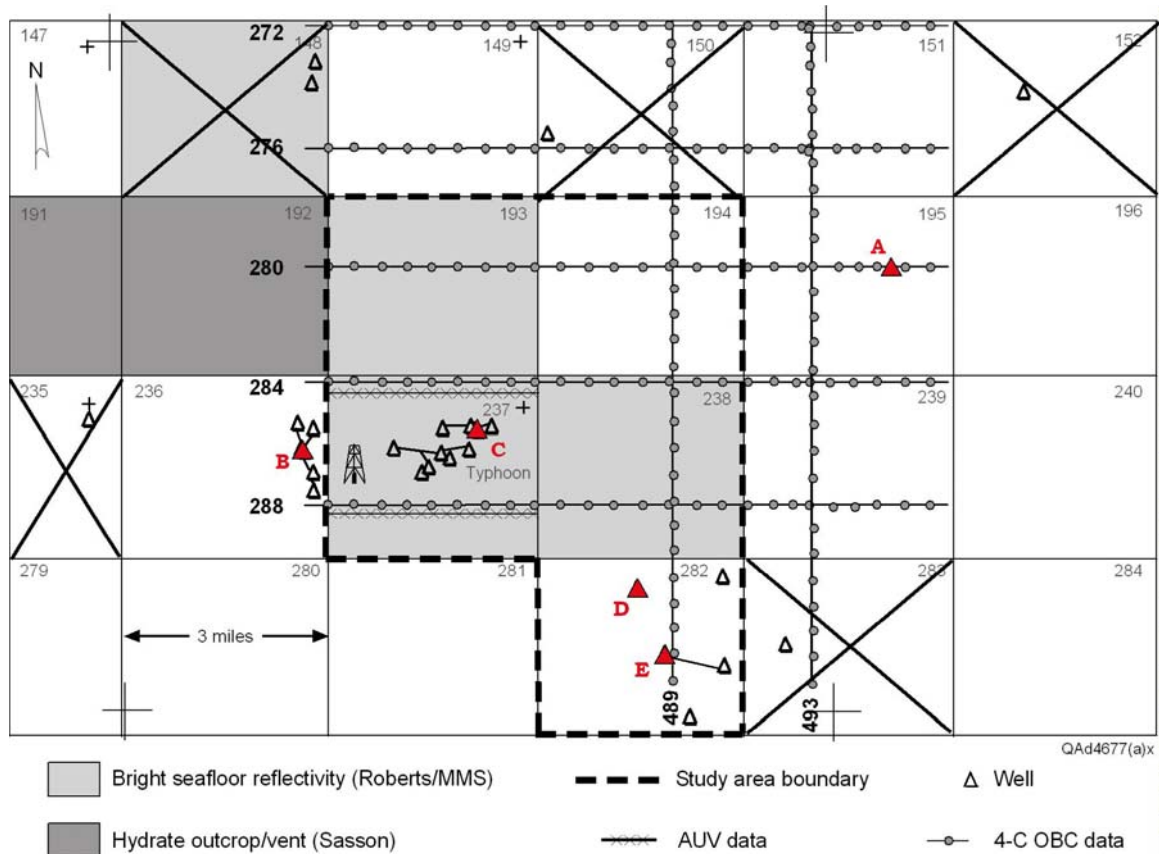 147
272
148
149
150
151
152
N
276
191
192
193
194
195
196
280
A
235
236
284
237
238
239
240
B
C
Typhoon
288
279
280
281
282
283
284
D
3 miles
E
489
493
QAd4677(a)x
Bright seafloor reflectivity (Roberts/MMS)
Study area boundary
Well
Hydrate outcrop/vent (Sasson)
AUV data
4-C OBC data